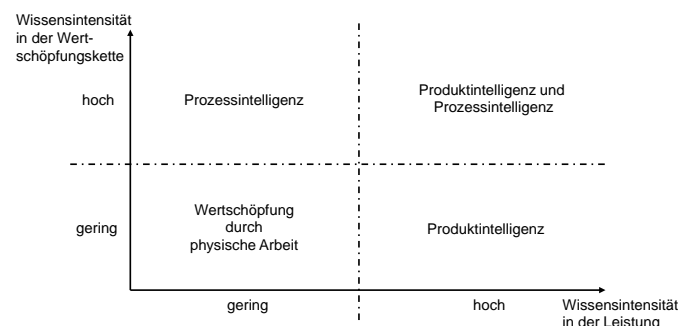 Wissensintensität
in der Wert-
schöpfungskette
hoch
Prozessintelligenz
Produktintelligenz und
Prozessintelligenz
gering
Wertschöpfung
durch
physische Arbeit
Produktintelligenz
gering
hoch
Wissensintensität
in der Leistung